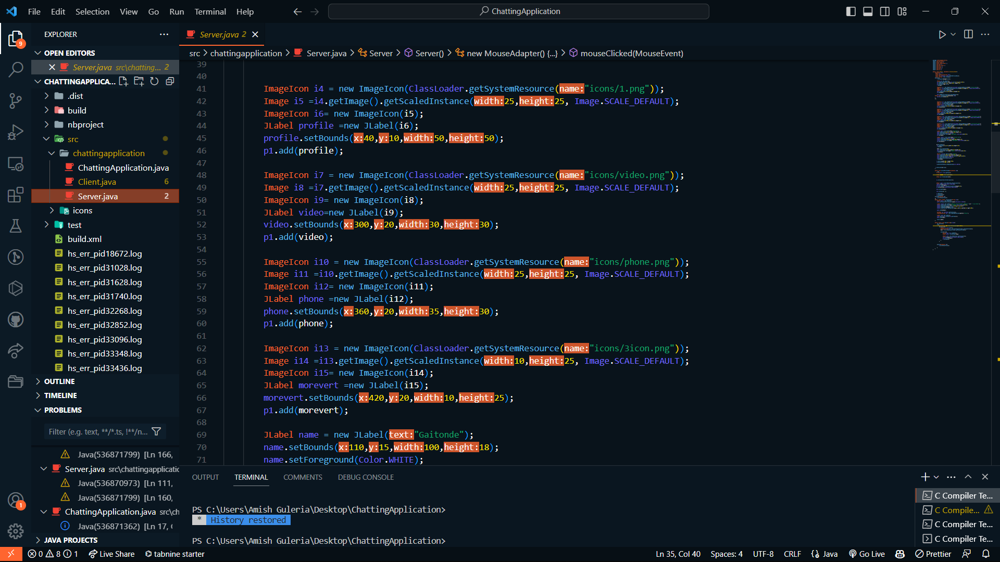 File Edit Selection View Go Run Terminal Help
ChattingApplication
EXPLORER
OPEN EDITORS
Server.java src\chatting... 2
CHATTINGAPPLICA...
.dist
build
nbproject
src
chattingapplication
ChattingApplication.java
Client.java 6
Server.java 2
icons
test
build.xml
hs_err_pid18672.log
hs_err_pid31028.log
hs_err_pid31628.log
hs_err_pid31740.log
hs_err_pid32268.log
hs_err_pid32852.log
hs_err_pid33096.log
hs_err_pid33348.log
hs_err_pid33436.log
OUTLINE
TIMELINE
PROBLEMS
Filter (e.g. text, **/*.ts, !**/n...
Java(536871799) [Ln 166,
Server.java src\chattingapplicatic
Java(536870973) [Ln 111,
Java(536871799) [Ln 160,
ChattingApplication.java src\ch
Java(536871362) [Ln 17, (
JAVA PROJECTS
9
1
Server.java 2
src > chattingapplication > Server.java > Server > Server() > new MouseAdapter() {...} > mouseClicked(MouseEvent)
39
40
41 ImageIcon i4 = new ImageIcon(ClassLoader.getSystemResource(name:"icons/1.png"));
42 Image i5 =i4.getImage().getScaledInstance(width:25,height:25, Image.SCALE_DEFAULT);
43 ImageIcon i6= new ImageIcon(i5);
44 JLabel profile =new JLabel(i6);
45 profile.setBounds(x:40,y:10,width:50,height:50);
46 p1.add(profile);
47
48 ImageIcon i7 = new ImageIcon(ClassLoader.getSystemResource(name:"icons/video.png"));
49 Image i8 =i7.getImage().getScaledInstance(width:25,height:25, Image.SCALE_DEFAULT);
50 ImageIcon i9= new ImageIcon(i8);
51 JLabel video=new JLabel(i9);
52 video.setBounds(x:300,y:20,width:30,height:30);
53 p1.add(video);
54
55 ImageIcon i10 = new ImageIcon(ClassLoader.getSystemResource(name:"icons/phone.png"));
56 Image i11 =i10.getImage().getScaledInstance(width:25,height:25, Image.SCALE_DEFAULT);
57 ImageIcon i12= new ImageIcon(i11);
58 JLabel phone =new JLabel(i12);
59 phone.setBounds(x:360,y:20,width:35,height:30);
60 p1.add(phone);
61
62 ImageIcon i13 = new ImageIcon(ClassLoader.getSystemResource(name:"icons/3icon.png"));
63 Image i14 =i13.getImage().getScaledInstance(width:10,height:25, Image.SCALE_DEFAULT);
64 ImageIcon i15= new ImageIcon(i14);
65 JLabel morevert =new JLabel(i15);
66 morevert.setBounds(x:420,y:20,width:10,height:25);
67 p1.add(morevert);
68
69 JLabel name = new JLabel(text:"Gaitonde");
70 name.setBounds(x:110,y:15,width:100,height:18);
71 name.setForeground(Color.WHITE);
OUTPUT TERMINAL COMMENTS DEBUG CONSOLE
PS C:\Users\Amish Guleria\Desktop\ChattingApplication>
* History restored
PS C:\Users\Amish Guleria\Desktop\ChattingApplication>
C Compiler Te...
C Compile...
C Compiler Te...
C Compiler Te...
0 8 1 Live Share tabnine starter Ln 35, Col 40 Spaces: 4 UTF-8 CRLF Java Go Live Prettier